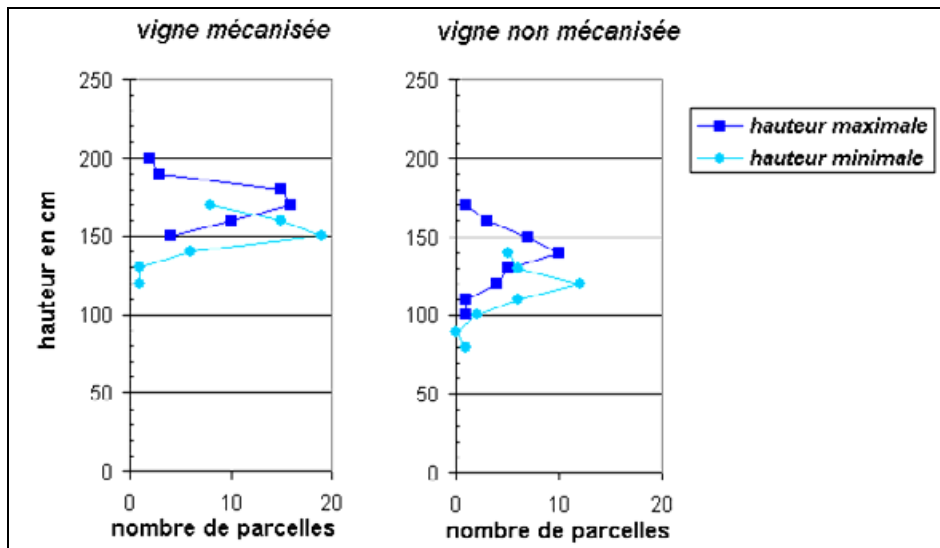 vigne mécanisée
vigne non mécanisée
250
200
150
100
50
0
hauteur en cm
0 10 20
nombre de parcelles
250
200
150
100
50
0
0 10 20
nombre de parcelles
hauteur maximale
hauteur minimale